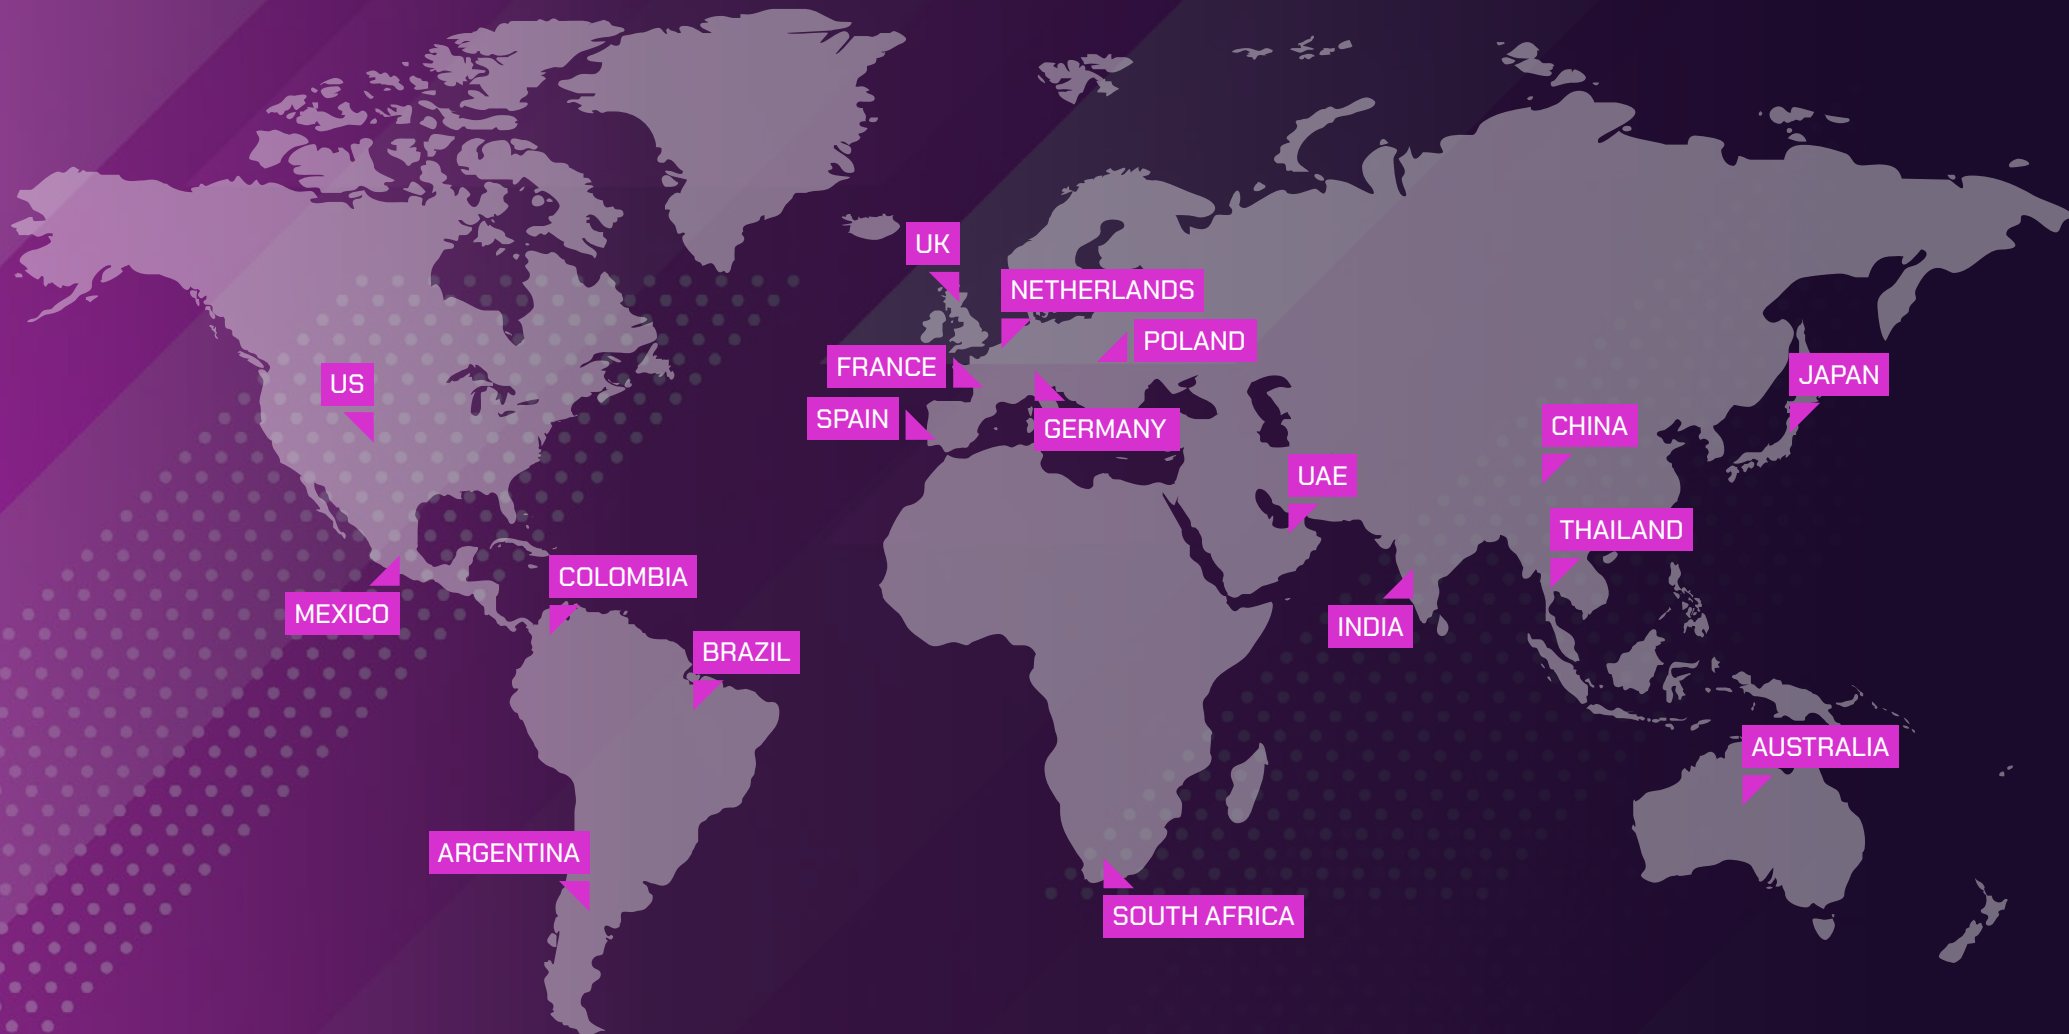 UK
NETHERLANDS
POLAND
FRANCE
JAPAN
US
SPAIN
GERMANY
CHINA
UAE
THAILAND
COLOMBIA
MEXICO
INDIA
BRAZIL
AUSTRALIA
ARGENTINA
SOUTH AFRICA